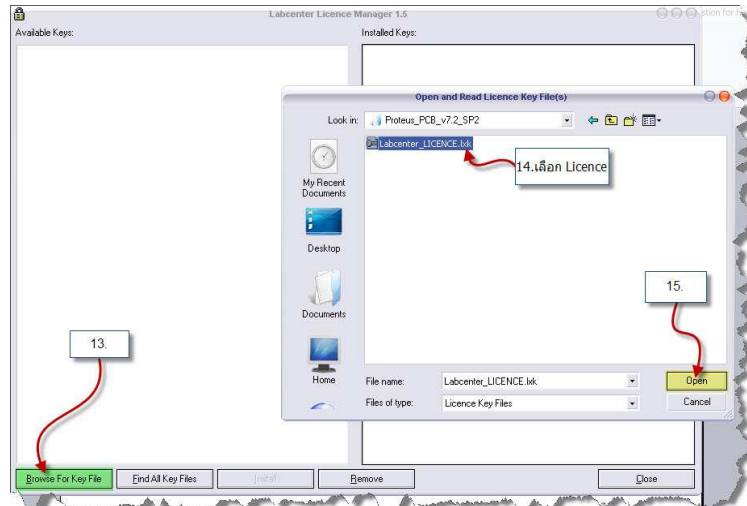 Labcenter Licence Manager 1.5
Available Keys:
Installed Keys:
Open and Read Licence Key File(s)
Look in:
Proteus_PCB_v7.2_SP2
Labcenter_LICENCE.lxk
14.เลือก Licence
My Recent
Documents
Desktop
Documents
Home
15.
13.
File name:
Labcenter_LICENCE.lxk
Open
Files of type:
Licence Key Files
Cancel
Browse For Key File
Find All Key Files
Install
Remove
Close